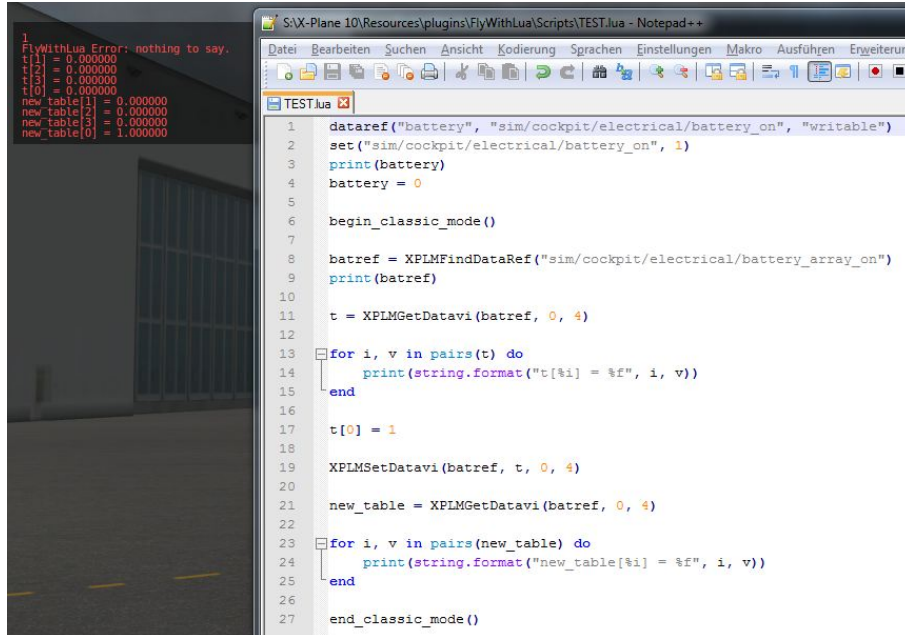 1
FlyWithLua Error: nothing to say.
t[1] = 0.000000
t[2] = 0.000000
t[3] = 0.000000
t[0] = 0.000000
new_table[1] = 0.000000
new_table[2] = 0.000000
new_table[3] = 0.000000
new_table[0] = 1.000000
S:\X-Plane 10\Resources\plugins\FlyWithLua\Scripts\TEST.lua - Notepad++
Datei Bearbeiten Suchen Ansicht Kodierung Sprachen Einstellungen Makro Ausführen Erweiterun
TEST.lua
1 dataref("battery", "sim/cockpit/electrical/battery_on", "writable")
2 set("sim/cockpit/electrical/battery_on", 1)
3 print(battery)
4 battery = 0
5
6 begin_classic_mode()
7
8 batref = XPLMFindDataRef("sim/cockpit/electrical/battery_array_on")
9 print(batref)
10
11 t = XPLMGetDatavi(batref, 0, 4)
12
13 for i, v in pairs(t) do
14 print(string.format("t[%i] = %f", i, v))
15 end
16
17 t[0] = 1
18
19 XPLMSetDatavi(batref, t, 0, 4)
20
21 new_table = XPLMGetDatavi(batref, 0, 4)
22
23 for i, v in pairs(new_table) do
24 print(string.format("new_table[%i] = %f", i, v))
25 end
26
27 end_classic_mode()